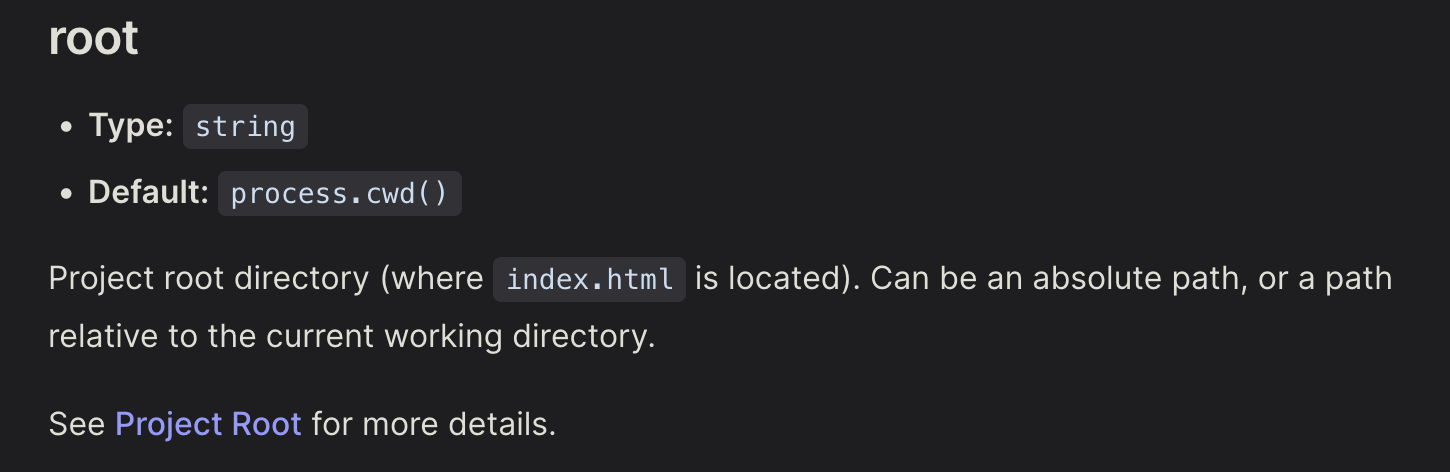 root
• Type: string
• Default: process.cwd()
Project root directory (where index.html is located). Can be an absolute path, or a path
relative to the current working directory.
See Project Root for more details.